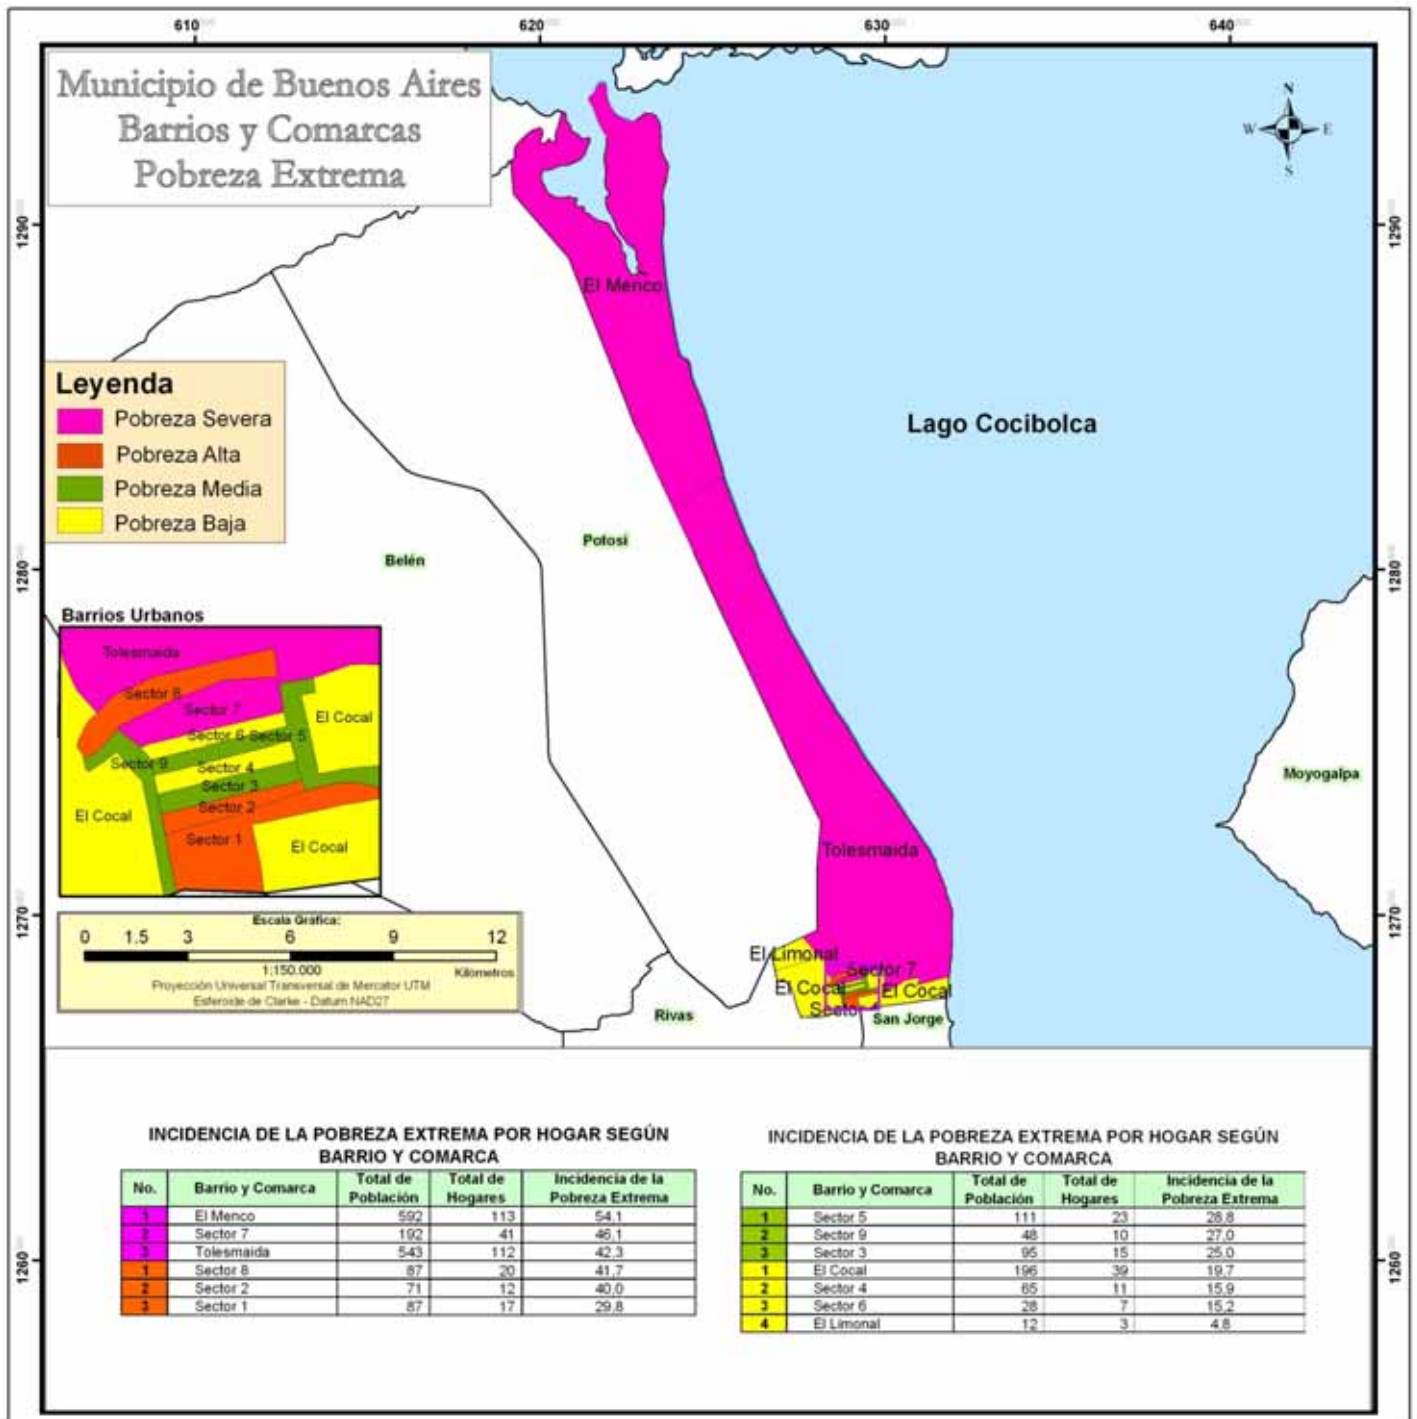 610 620 630 640
Municipio de Buenos Aires
Barrios y Comarcas
Pobreza Extrema
N
W E
S
1290 1290
El Menco
Leyenda
Pobreza Severa
Pobreza Alta
Pobreza Media
Pobreza Baja
Lago Cocibolca
Potosí
Belén
1280 1280
Barrios Urbanos
Tolesmaida
Sector 8
Sector 7
El Cocal
Sector 6 Sector 5
Sector 9 Sector 4
Sector 3
Sector 2
El Cocal
Sector 1
El Cocal
Moyogalpa
Tolesmaida
1270 1270
Escala Gráfica:
0 1.5 3 6 9 12
1:150.000 Kilómetros
Proyección Universal Transversal de Mercator UTM
Esferoide de Clarke - Datum NAD27
El Limonal
Sector 7
El Cocal El Cocal
Sector
Rivas San Jorge
INCIDENCIA DE LA POBREZA EXTREMA POR HOGAR SEGÚN
BARRIO Y COMARCA
No. Barrio y Comarca Total de Población Total de Hogares Incidencia de la Pobreza Extrema
1 El Menco 592 113 54,1
2 Sector 7 192 41 46,1
3 Tolesmaida 543 112 42,3
1 Sector 8 87 20 41,7
2 Sector 2 71 12 40,0
3 Sector 1 87 17 29,8
INCIDENCIA DE LA POBREZA EXTREMA POR HOGAR SEGÚN
BARRIO Y COMARCA
No. Barrio y Comarca Total de Población Total de Hogares Incidencia de la Pobreza Extrema
1 Sector 5 111 23 28,8
2 Sector 9 48 10 27,0
3 Sector 3 95 15 25,0
1 El Cocal 196 39 19,7
2 Sector 4 65 11 15,9
3 Sector 6 28 7 15,2
4 El Limonal 12 3 4,8
1260 1260